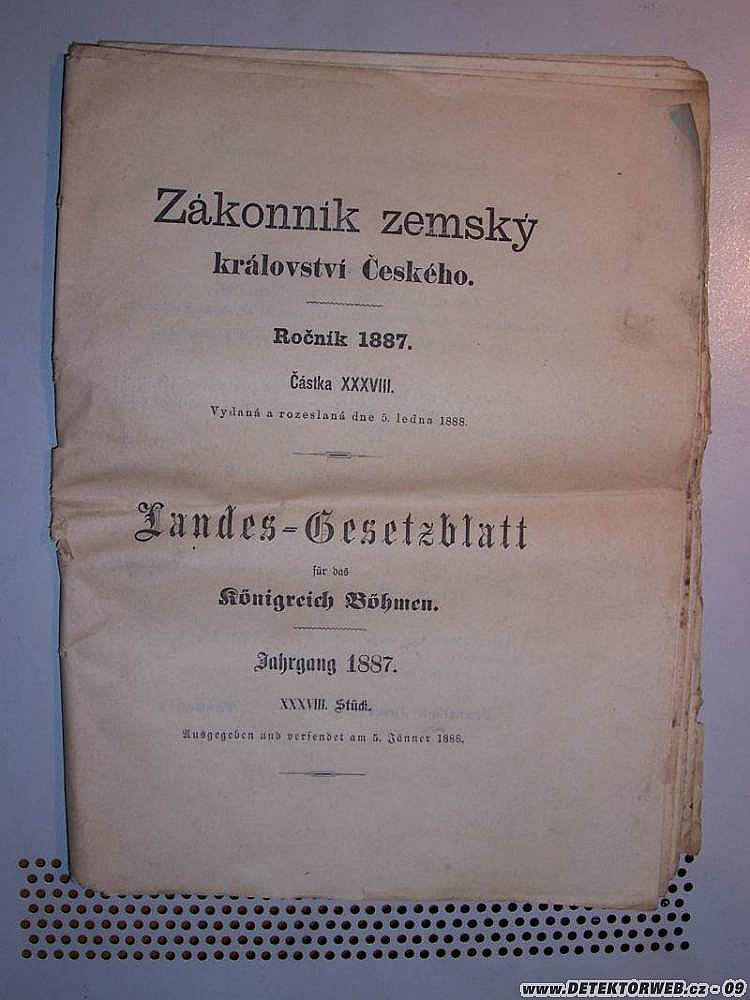 Zákonník zemský
království Českého.
Ročník 1887.
Částka XXXVIII.
Vydaná a rozeslaná dne 5. ledna 1888.
Landes-Gesetzblatt
für das
Königreich Böhmen.
Jahrgang 1887.
XXXVIII. Stück.
Ausgegeben und versendet am 5. Jänner 1888.
www.DETEKTORWEB.cz - 09